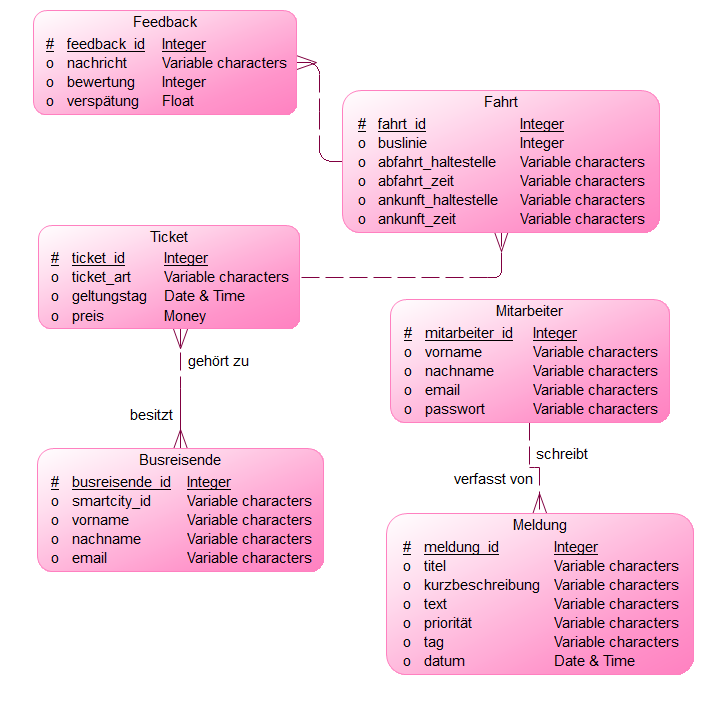 Feedback
# feedback_id Integer
o nachricht Variable characters
o bewertung Integer
o verspätung Float
Fahrt
# fahrt_id Integer
o buslinie Integer
o abfahrt_haltestelle Variable characters
o abfahrt_zeit Variable characters
o ankunft_haltestelle Variable characters
o ankunft_zeit Variable characters
Ticket
# ticket_id Integer
o ticket_art Variable characters
o geltungstag Date & Time
o preis Money
gehört zu
besitzt
Busreisende
# busreisende_id Integer
o smartcity_id Variable characters
o vorname Variable characters
o nachname Variable characters
o email Variable characters
Mitarbeiter
# mitarbeiter_id Integer
o vorname Variable characters
o nachname Variable characters
o email Variable characters
o passwort Variable characters
schreibt
verfasst von
Meldung
# meldung_id Integer
o titel Variable characters
o kurzbeschreibung Variable characters
o text Variable characters
o priorität Variable characters
o tag Variable characters
o datum Date & Time